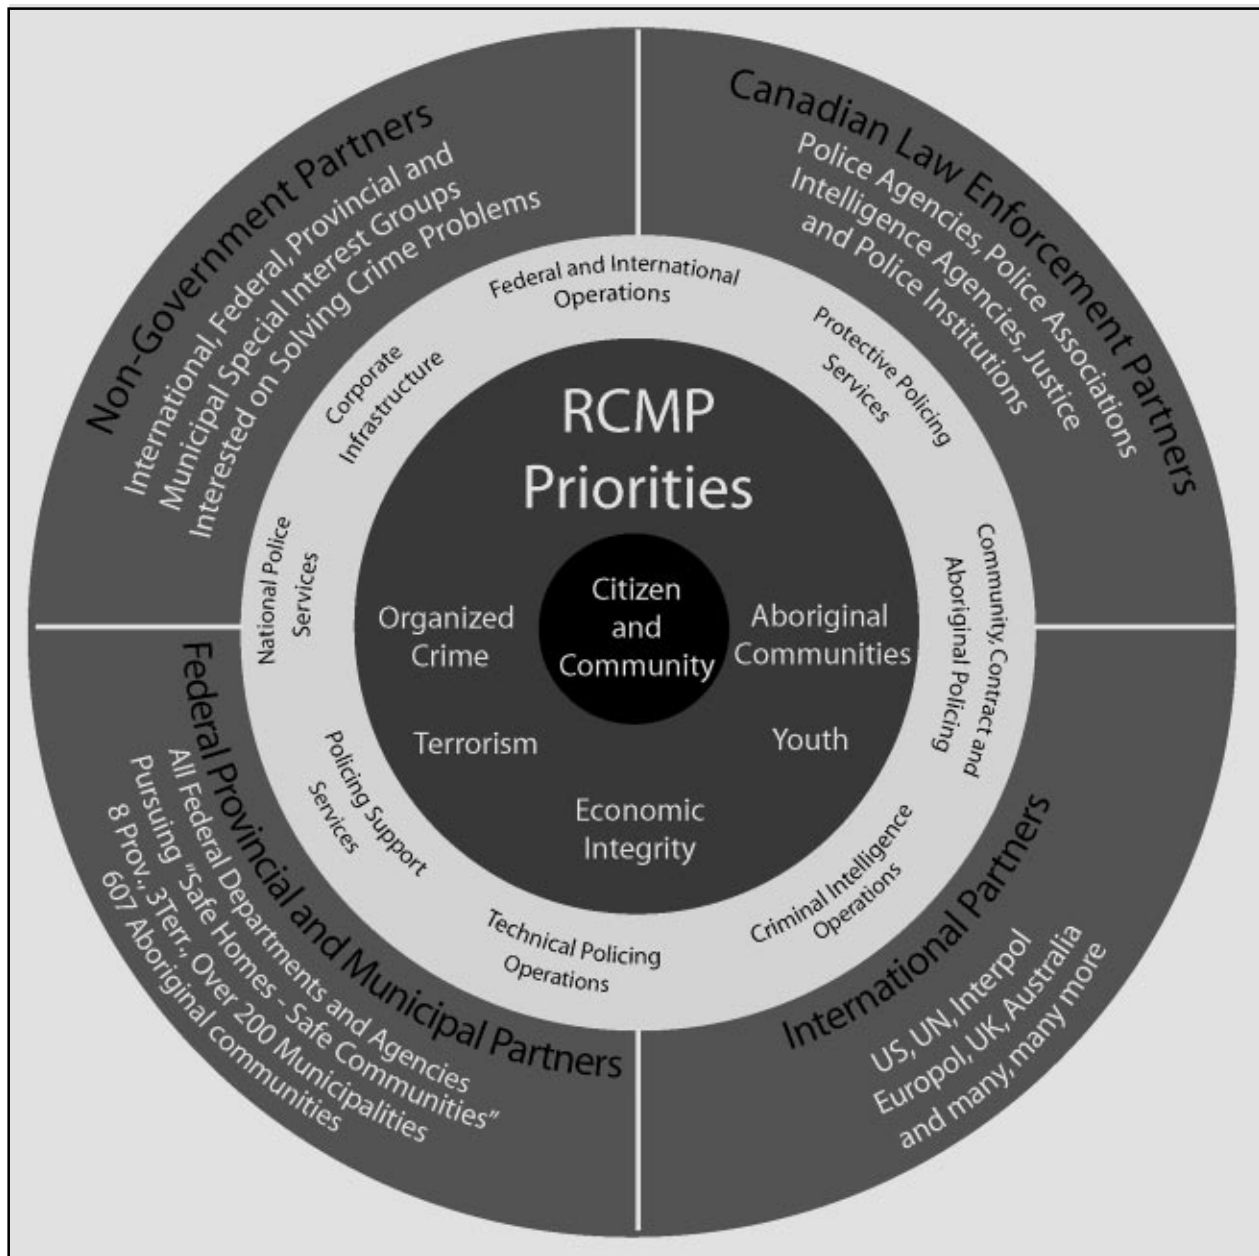 Non-Government Partners
International, Federal, Provincial and
Municipal Special Interest Groups
Interested on Solving Crime Problems
Canadian Law Enforcement Partners
Police Agencies, Police Associations
Intelligence Agencies, Justice
and Police Institutions
Federal and International
Operations
Protective Policing
Services
Corporate
Infrastructure
National Police
Services
Community, Contract and
Aboriginal Policing
RCMP
Priorities
Citizen
and
Community
Organized
Crime
Aboriginal
Communities
Terrorism
Youth
Economic
Integrity
Policing Support
Services
Technical Policing
Operations
Criminal Intelligence
Operations
Federal Provincial and Municipal Partners
All Federal Departments and Agencies
Pursuing "Safe Homes - Safe Communities"
8 Prov., 3Terr., Over 200 Municipalities
607 Aboriginal communities
International Partners
US, UN, Interpol
Europol, UK, Australia
and many, many more